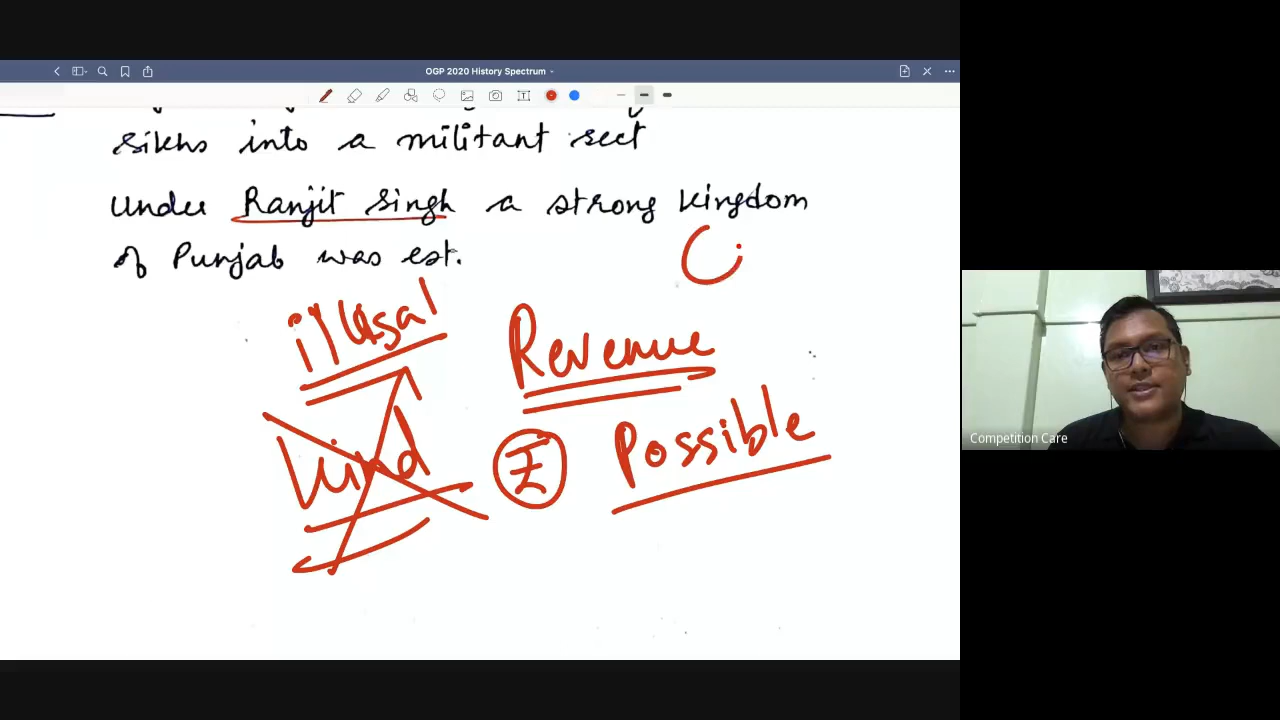 OGP 2020 History Spectrum
sikhs into a militant sect
under Ranjit Singh a strong kingdom
of Punjab was est.
illegal
Revenue
kind
I
Possible
Competition Care